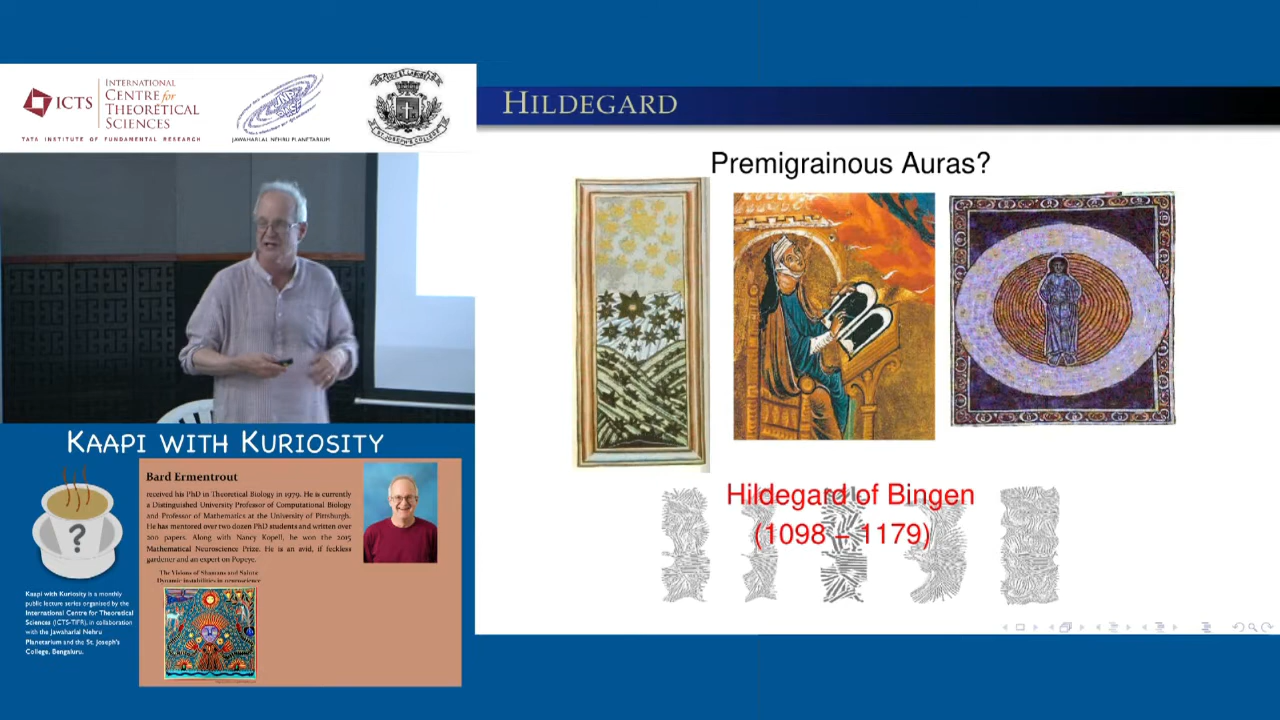 ICTS
INTERNATIONAL
CENTRE for
THEORETICAL
SCIENCES
TATA INSTITUTE OF FUNDAMENTAL RESEARCH
JAWAHARLAL NEHRU PLANETARIUM
HILDEGARD
Premigrainous Auras?
Hildegard of Bingen
(1098 – 1179)
KAAPI WITH KURIOSITY
?
Kaapi with Kuriosity is a monthly
public lecture series organised by the
International Centre for Theoretical
Sciences (ICTS-TIFR), in collaboration
with the Jawaharlal Nehru
Planetarium and the St. Joseph's
College, Bengaluru.
Bard Ermentrout
received his PhD in Theoretical Biology in 1979. He is currently
a Distinguished University Professor of Computational Biology
and Professor of Mathematics at the University of Pittsburgh.
He has mentored over two dozen PhD students and written over
200 papers. Along with Nancy Kopell, he won the 2015
Mathematical Neuroscience Prize. He is an avid, if feckless
gardener and an expert on Popeye.
The Visions of Shamans and Saints:
Dynamic instabilities in neuroscience